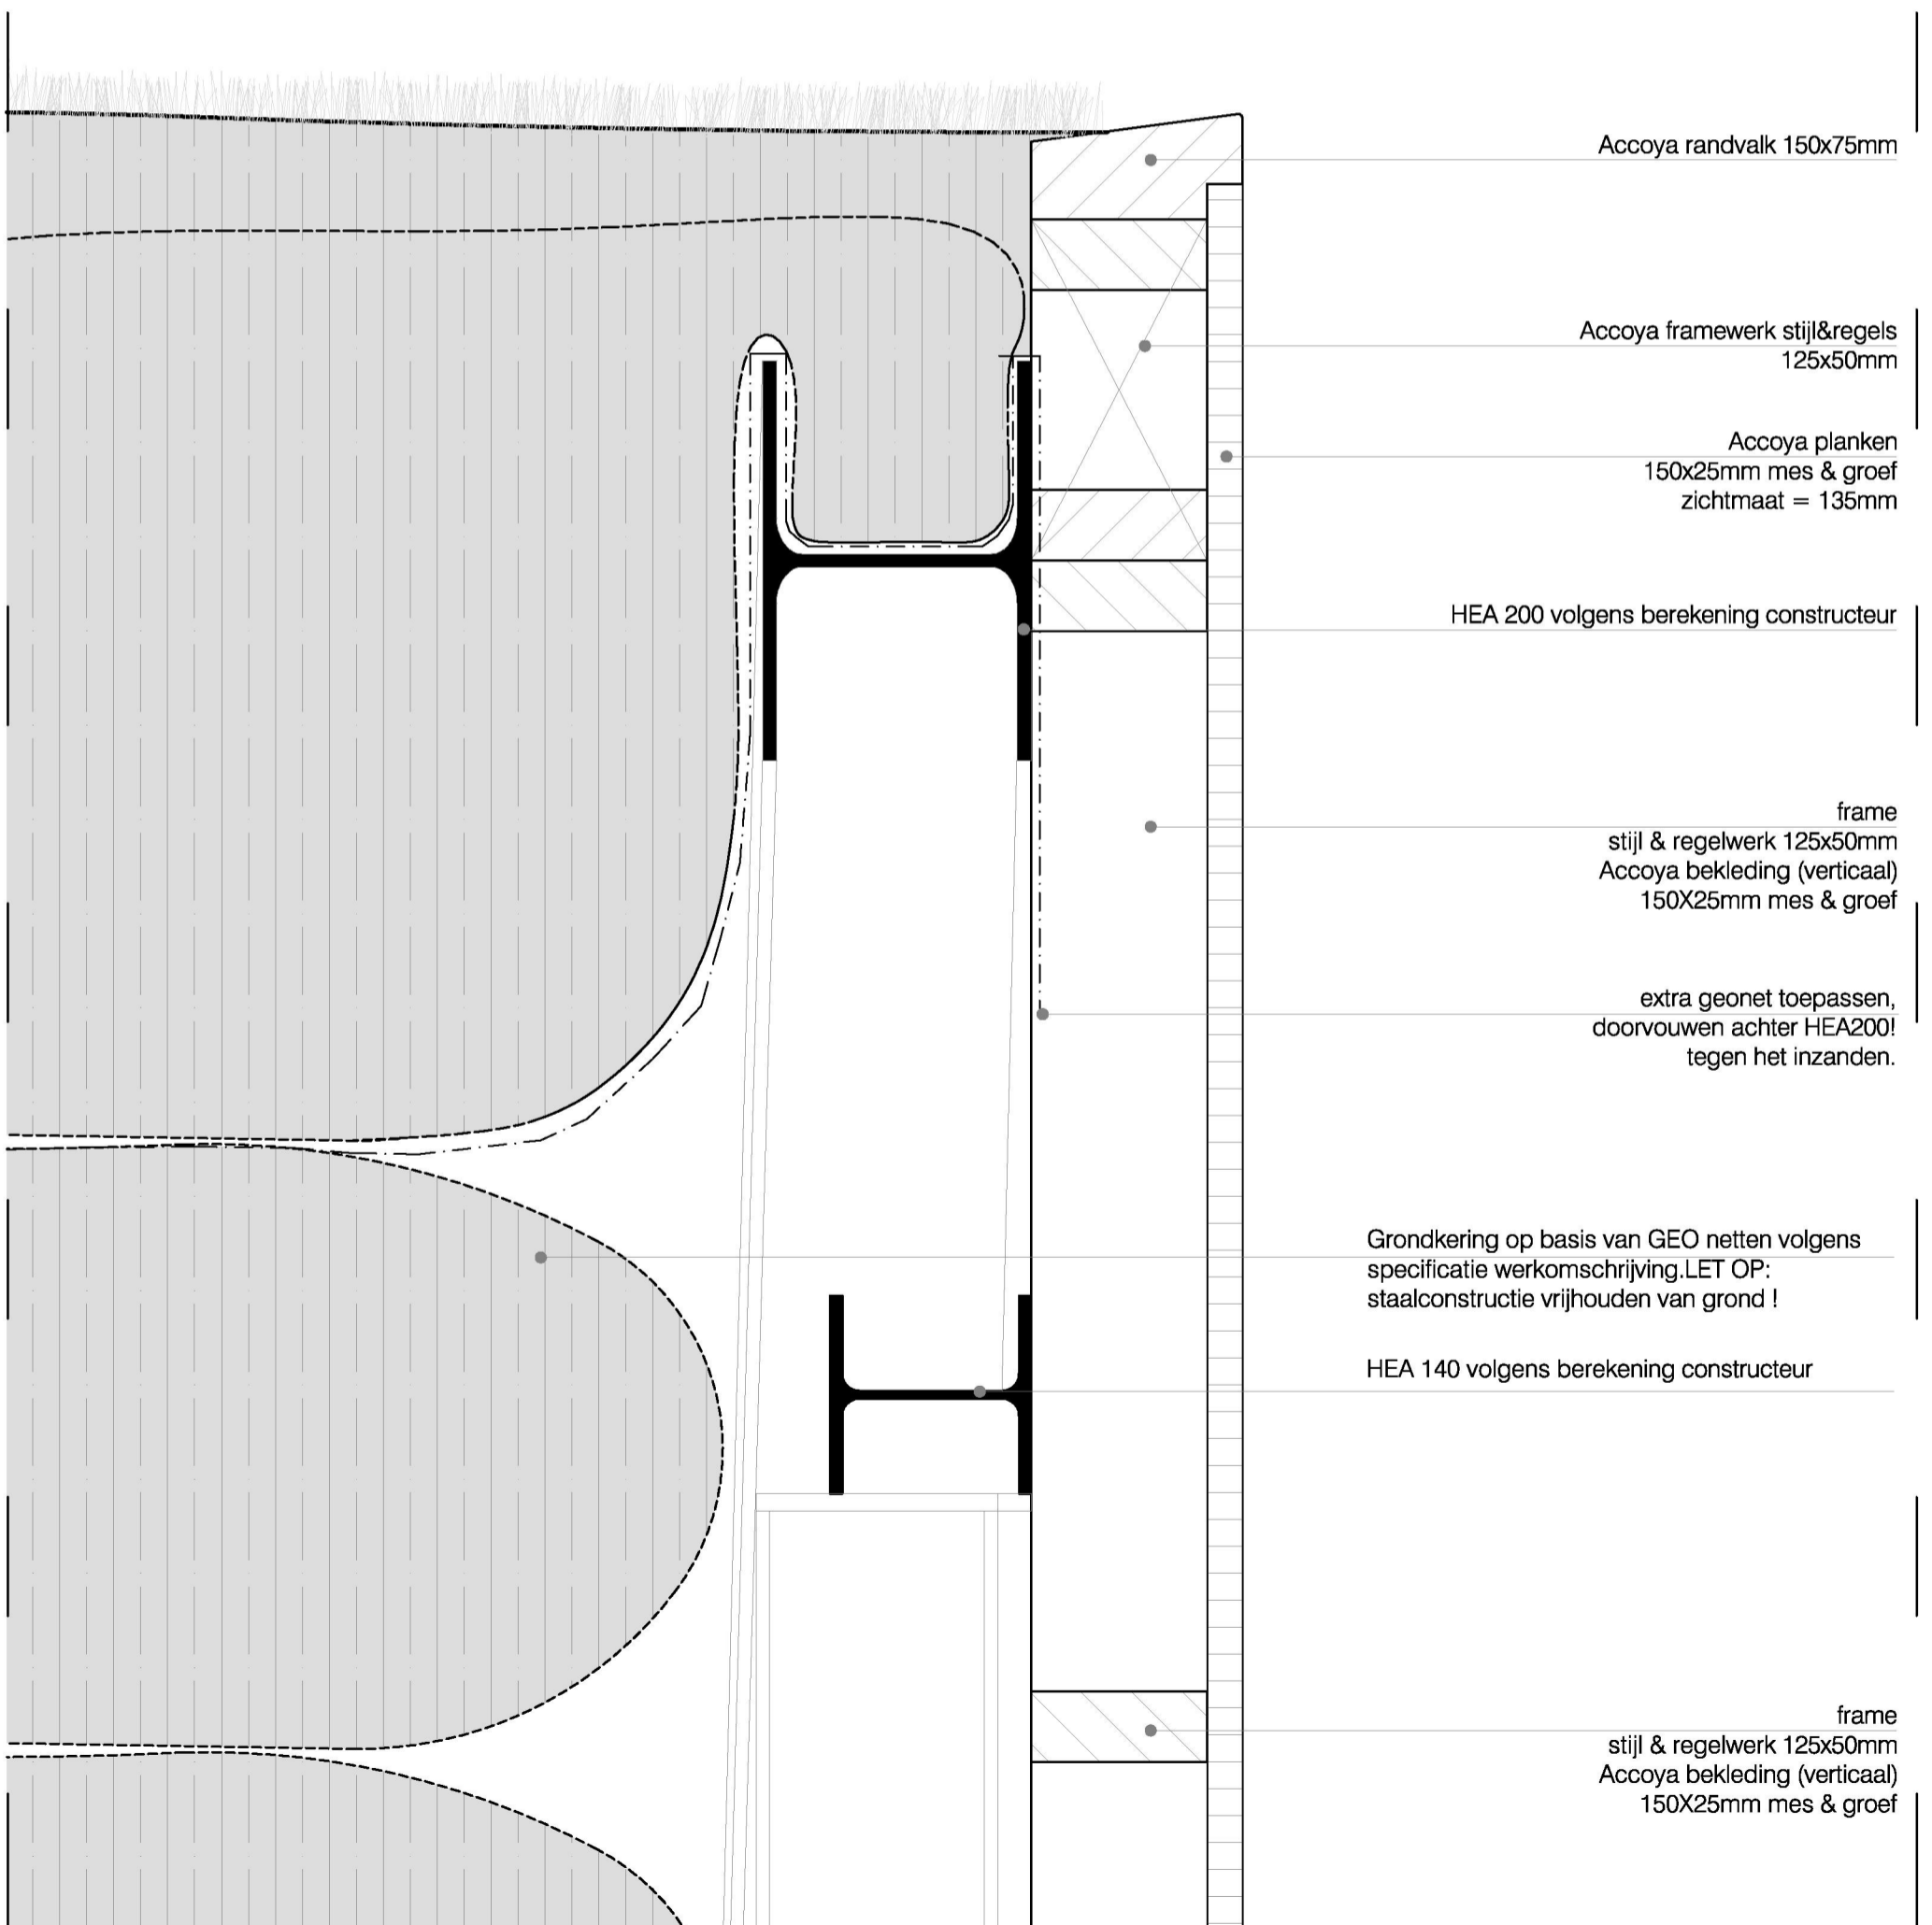 Accoya randvalk 150x75mm
Accoya framewerk stijl&regels
125x50mm
Accoya planken
150x25mm mes & groef
zichtmaat = 135mm
HEA 200 volgens berekening constructeur
frame
stijl & regelwerk 125x50mm
Accoya bekleding (verticaal)
150X25mm mes & groef
extra geonet toepassen,
doorvouwen achter HEA200!
tegen het inzanden.
Grondkering op basis van GEO netten volgens
specificatie werkomschrijving.LET OP:
staalconstructie vrijhouden van grond !
HEA 140 volgens berekening constructeur
frame
stijl & regelwerk 125x50mm
Accoya bekleding (verticaal)
150X25mm mes & groef